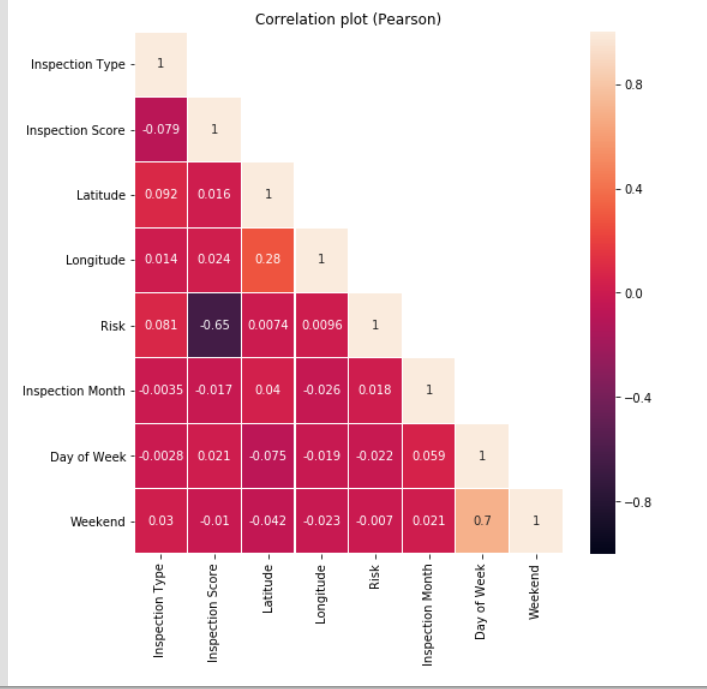 Correlation plot (Pearson)
Inspection Type 1
Inspection Score -0.079 1
Latitude 0.092 0.016 1
Longitude 0.014 0.024 0.28 1
Risk 0.081 -0.65 0.0074 0.0096 1
Inspection Month -0.0035 -0.017 0.04 -0.026 0.018 1
Day of Week -0.0028 0.021 -0.075 -0.019 -0.022 0.059 1
Weekend 0.03 -0.01 -0.042 -0.023 -0.007 0.021 0.7 1
Inspection Type
Inspection Score
Latitude
Longitude
Risk
Inspection Month
Day of Week
Weekend
0.8
0.4
0.0
−0.4
−0.8